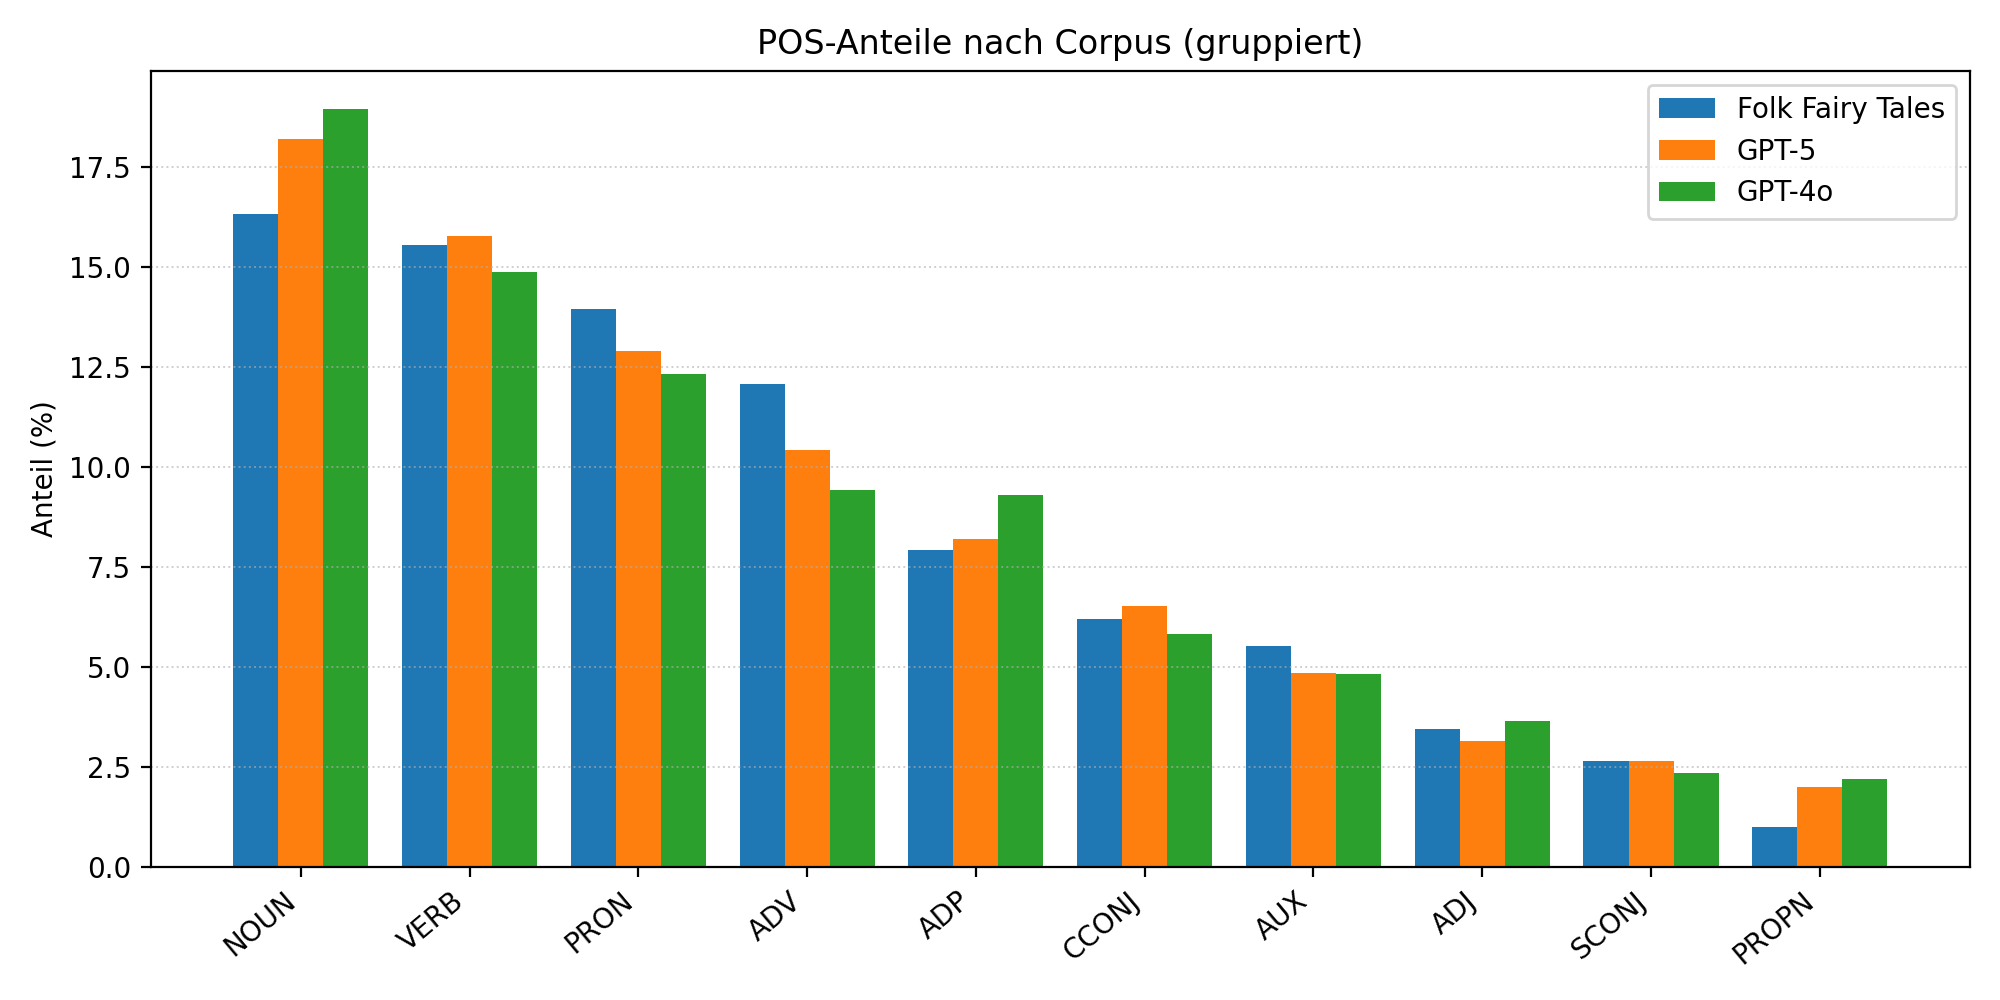 POS-Anteile nach Corpus (gruppiert)
Folk Fairy Tales
GPT-5
GPT-4o
Anteil (%)
17.5
15.0
12.5
10.0
7.5
5.0
2.5
0.0
NOUN
VERB
PRON
ADV
ADP
CCONJ
AUX
ADJ
SCONJ
PROPN